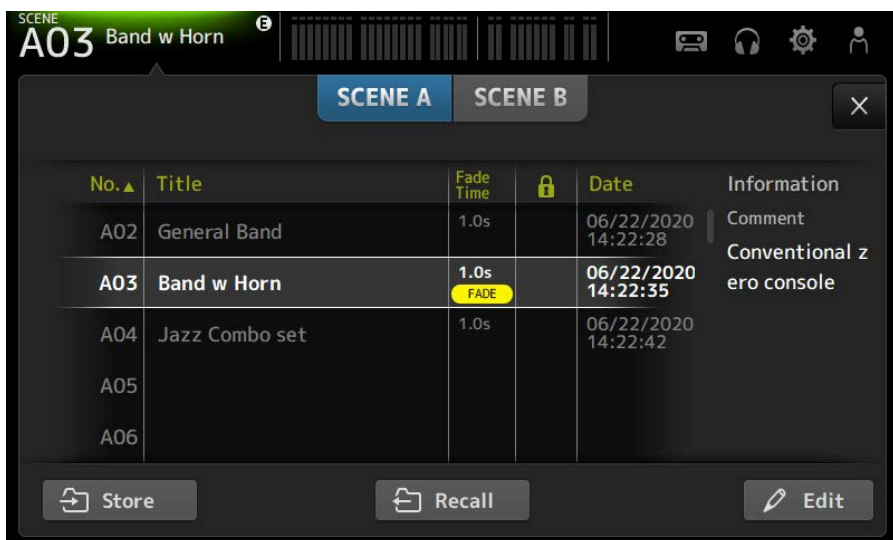 SCENE
A03 Band w Horn E
SCENE A SCENE B
No.▲ Title Fade Time Date Information
A02 General Band 1.0s 06/22/2020 14:22:28 Comment
Conventional z
A03 Band w Horn 1.0s FADE 06/22/2020 14:22:35 ero console
A04 Jazz Combo set 1.0s 06/22/2020 14:22:42
A05
A06
Store Recall Edit